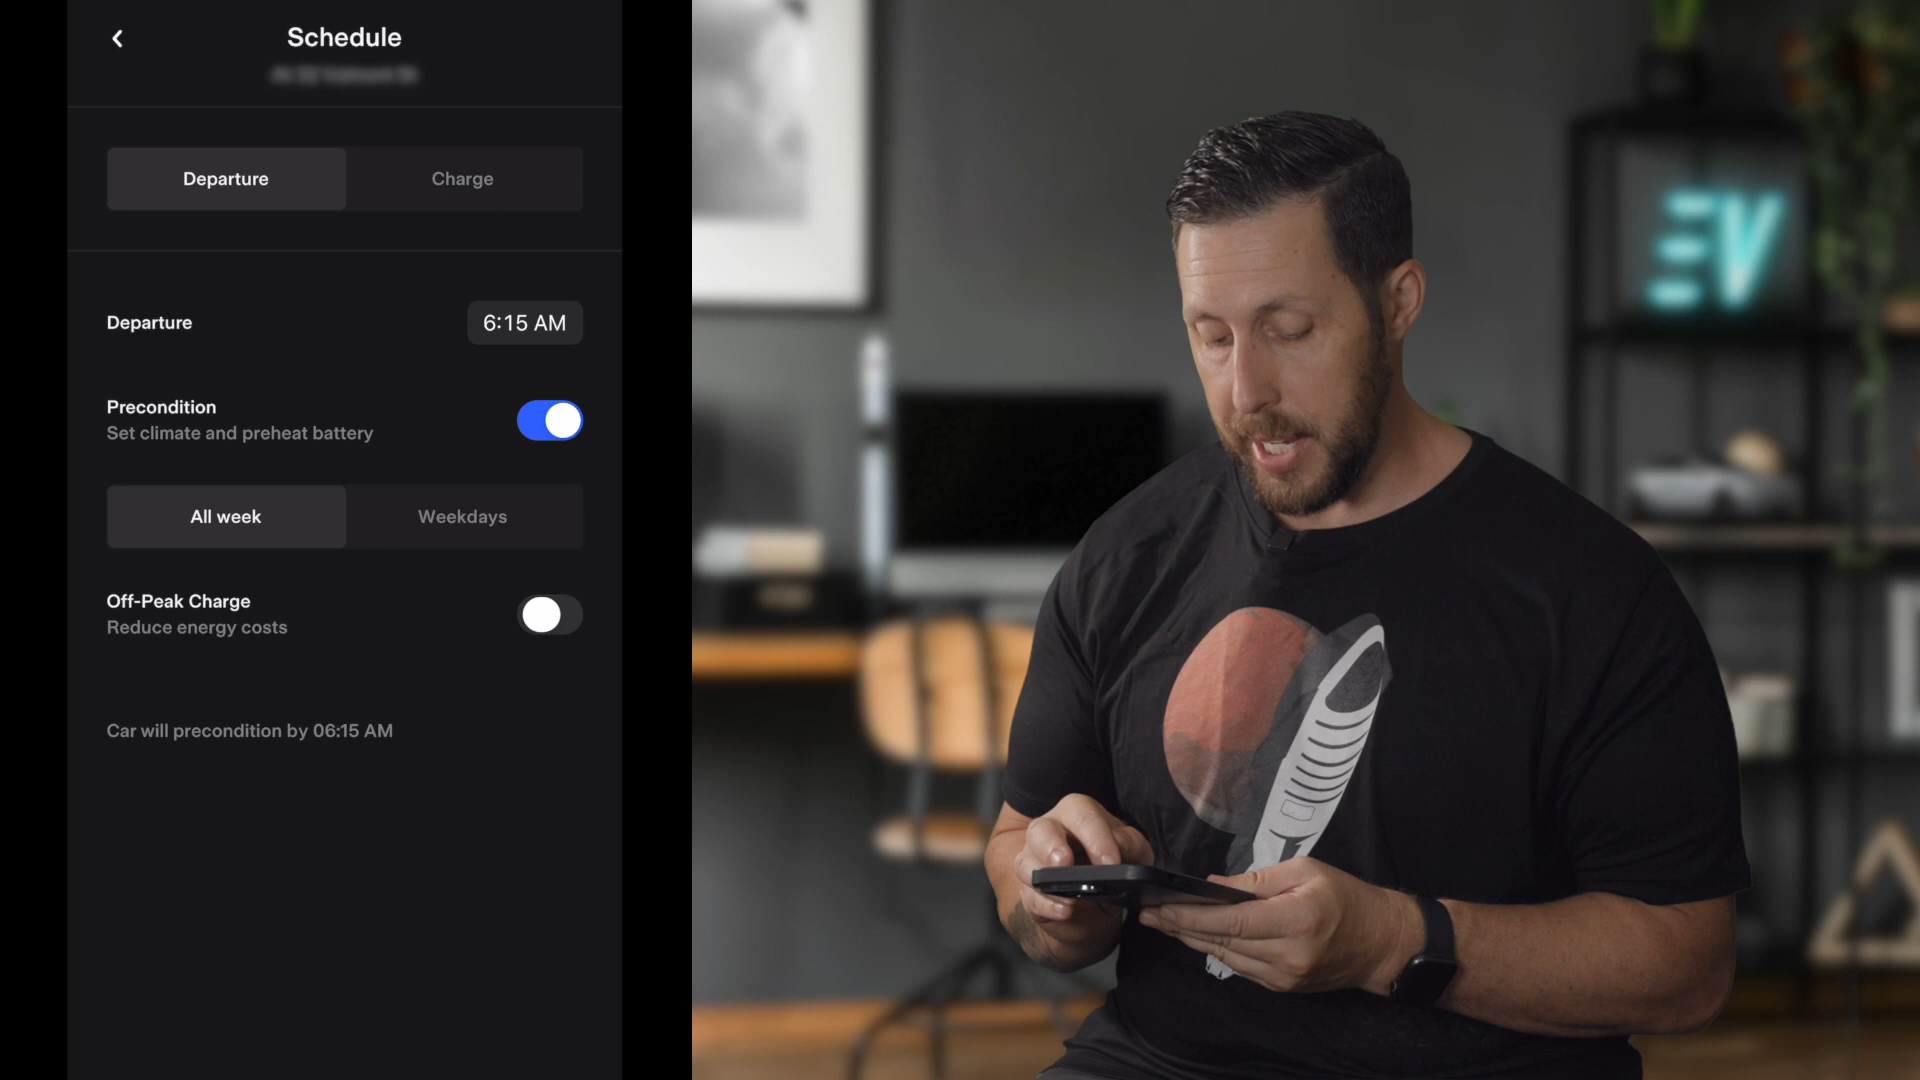 Schedule
Departure
Charge
Departure
6:15 AM
Precondition
Set climate and preheat battery
All week
Weekdays
Off-Peak Charge
Reduce energy costs
Car will precondition by 06:15 AM
EV